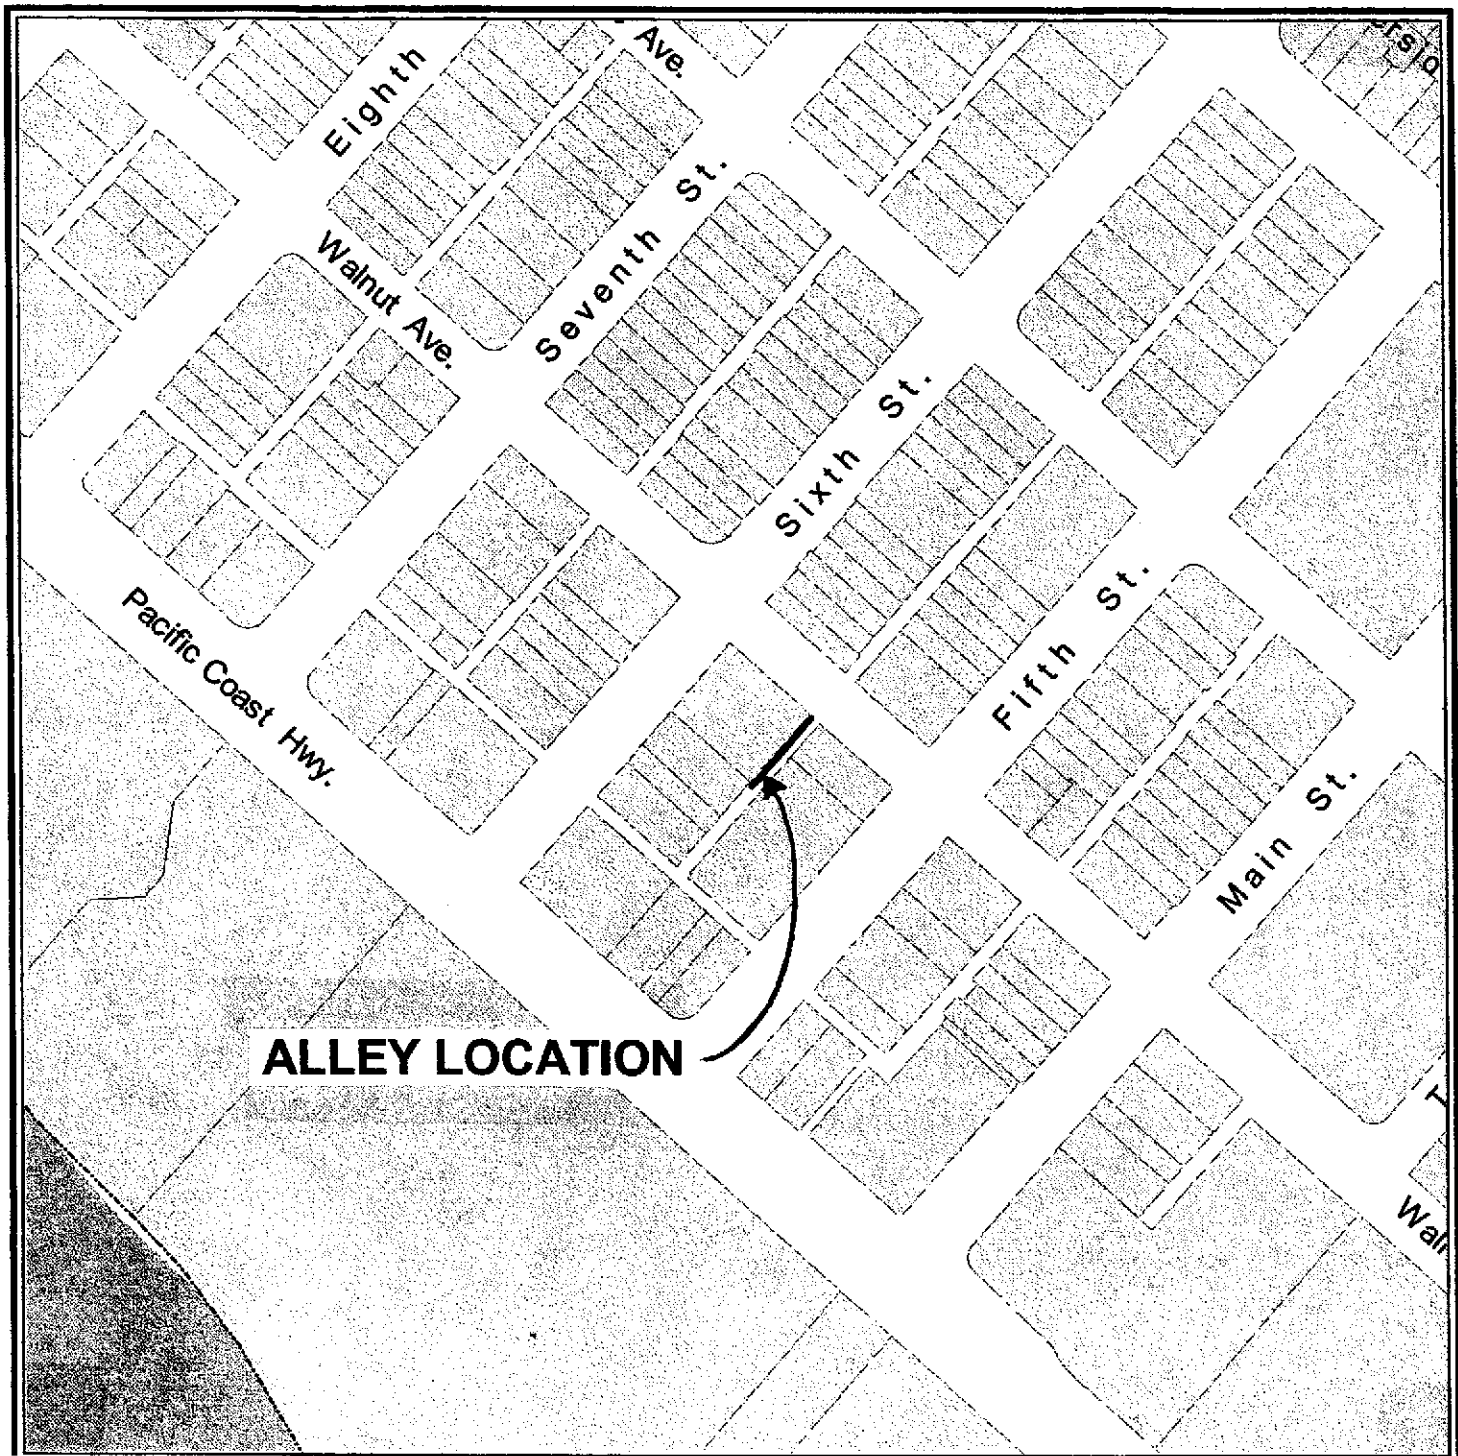 Ave.
Eighth
Seventh St.
Walnut Ave.
Sixth St.
Fifth St.
Pacific Coast Hwy.
Main St.
ALLEY LOCATION